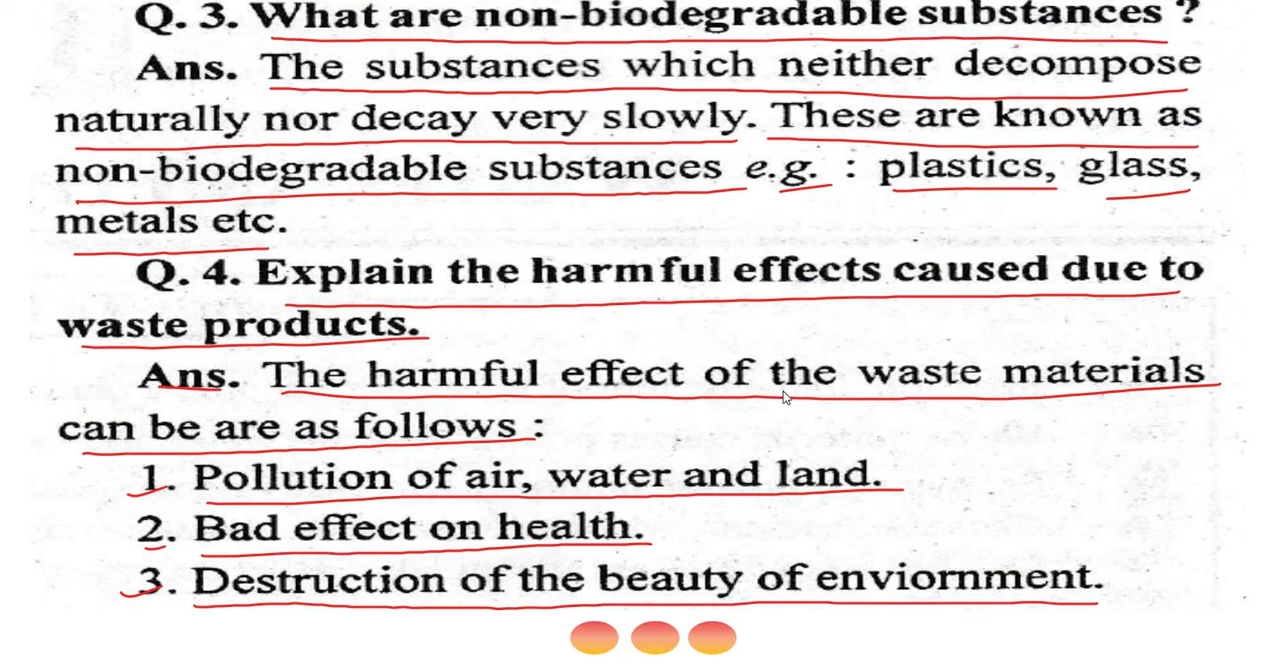 Q. 3. What are non-biodegradable substances ?
Ans. The substances which neither decompose
naturally nor decay very slowly. These are known as
non-biodegradable substances e.g. : plastics, glass,
metals etc.
Q. 4. Explain the harmful effects caused due to
waste products.
Ans. The harmful effect of the waste materials
can be are as follows :
1. Pollution of air, water and land.
2. Bad effect on health.
3. Destruction of the beauty of enviornment.